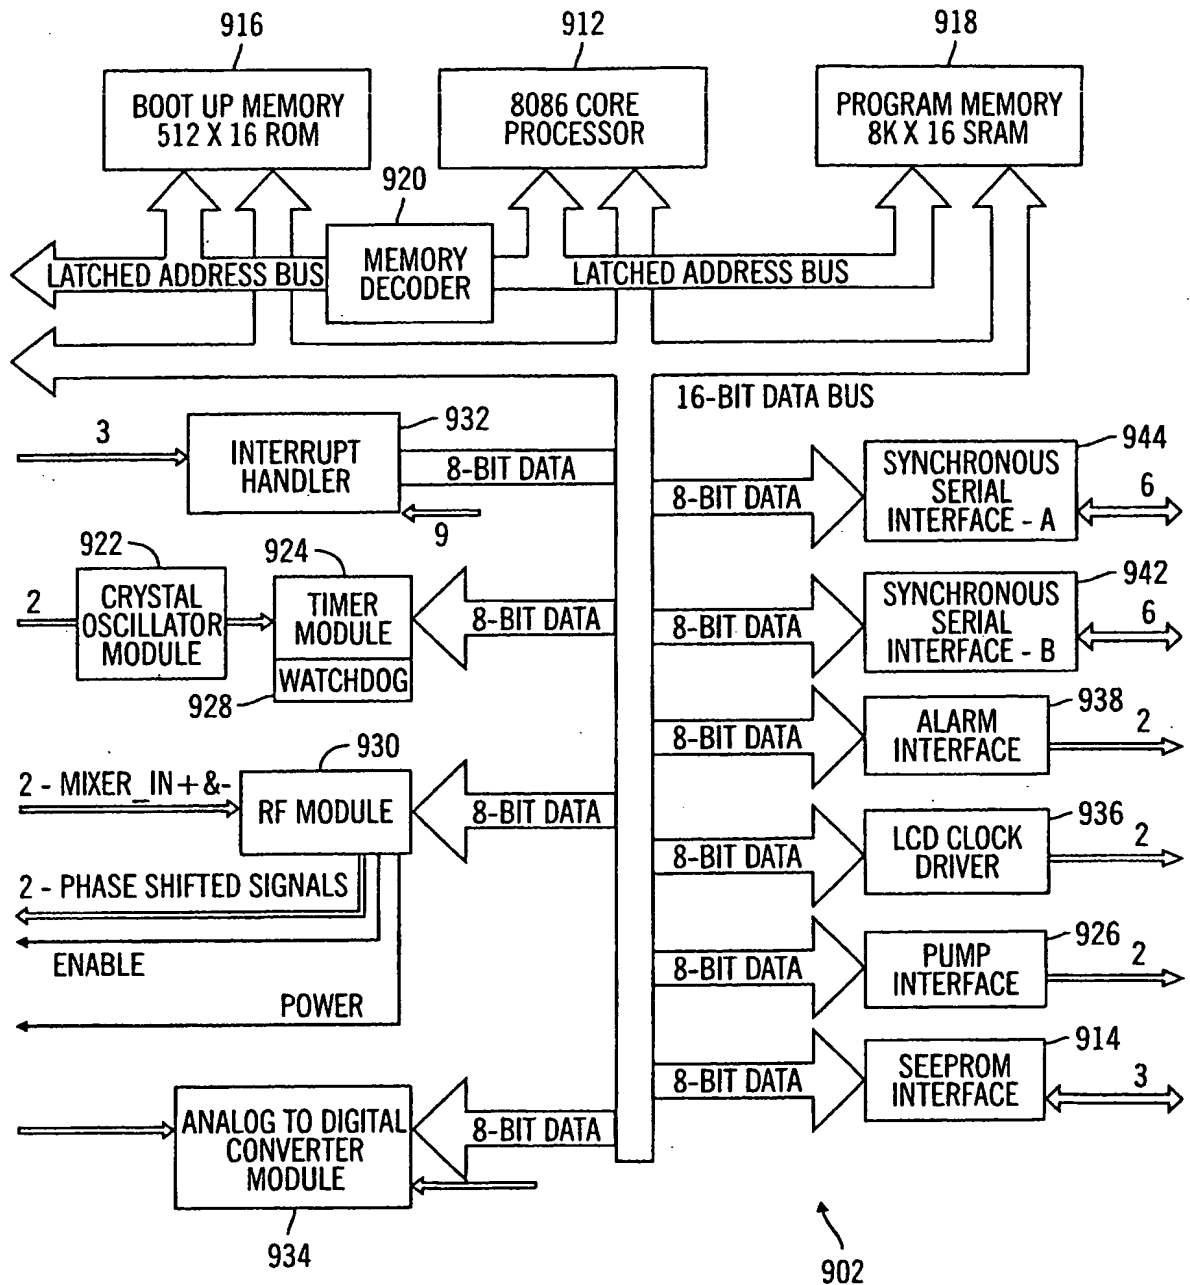 916
912
918
BOOT UP MEMORY
512 X 16 ROM
8086 CORE
PROCESSOR
PROGRAM MEMORY
8K X 16 SRAM
920
MEMORY
DECODER
LATCHED ADDRESS BUS
LATCHED ADDRESS BUS
16-BIT DATA BUS
3
932
INTERRUPT
HANDLER
8-BIT DATA
9
944
SYNCHRONOUS
SERIAL
INTERFACE - A
8-BIT DATA
6
922
924
2
CRYSTAL
OSCILLATOR
MODULE
TIMER
MODULE
WATCHDOG
928
8-BIT DATA
942
SYNCHRONOUS
SERIAL
INTERFACE - B
8-BIT DATA
6
938
ALARM
INTERFACE
8-BIT DATA
2
930
2 - MIXER_IN+&-
RF MODULE
8-BIT DATA
2 - PHASE SHIFTED SIGNALS
ENABLE
POWER
936
LCD CLOCK
DRIVER
8-BIT DATA
2
926
PUMP
INTERFACE
8-BIT DATA
2
914
SEEPROM
INTERFACE
8-BIT DATA
3
ANALOG TO DIGITAL
CONVERTER
MODULE
8-BIT DATA
934
902